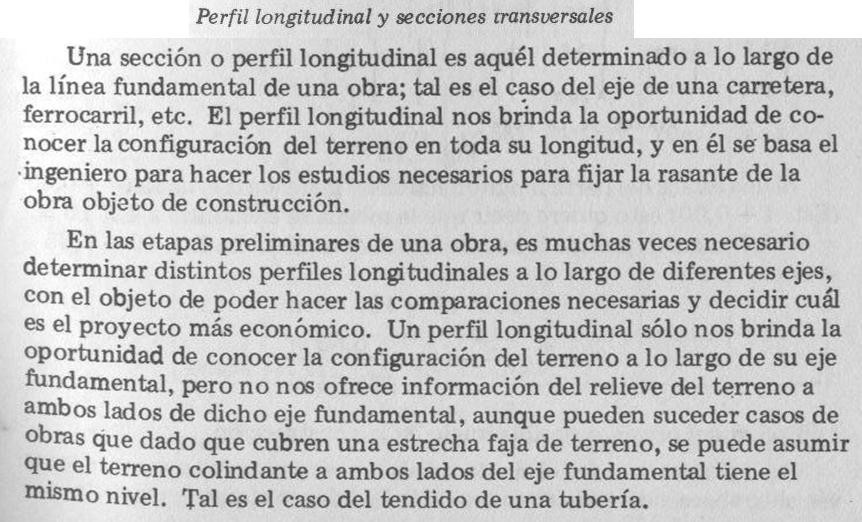 Perfil longitudinal y secciones transversales
Una sección o perfil longitudinal es aquél determinado a lo largo de
la línea fundamental de una obra; tal es el caso del eje de una carretera,
ferrocarril, etc. El perfil longitudinal nos brinda la oportunidad de co-
nocer la configuración del terreno en toda su longitud, y en él se basa el
ingeniero para hacer los estudios necesarios para fijar la rasante de la
obra objeto de construcción.
En las etapas preliminares de una obra, es muchas veces necesario
determinar distintos perfiles longitudinales a lo largo de diferentes ejes,
con el objeto de poder hacer las comparaciones necesarias y decidir cuál
es el proyecto más económico. Un perfil longitudinal sólo nos brinda la
oportunidad de conocer la configuración del terreno a lo largo de su eje
fundamental, pero no nos ofrece información del relieve del terreno a
ambos lados de dicho eje fundamental, aunque pueden suceder casos de
obras que dado que cubren una estrecha faja de terreno, se puede asumir
que el terreno colindante a ambos lados del eje fundamental tiene el
mismo nivel. Tal es el caso del tendido de una tubería.